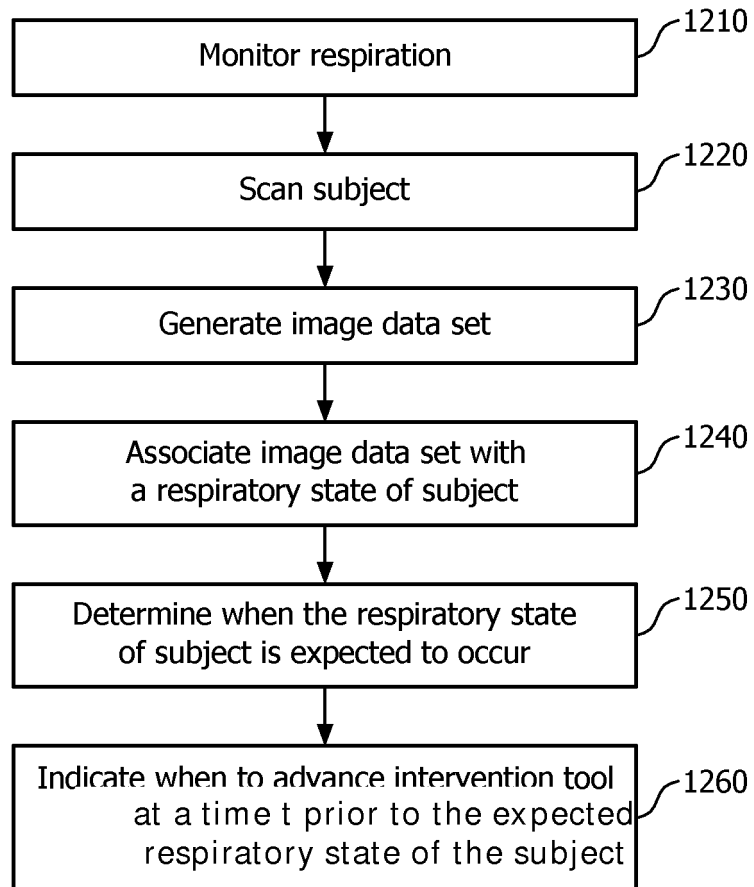 Monitor respiration
1210
Scan subject
1220
Generate image data set
1230
Associate image data set with
a respiratory state of subject
1240
Determine when the respiratory state
of subject is expected to occur
1250
Indicate when to advance intervention tool
at a time t prior to the expected
respiratory state of the subject
1260